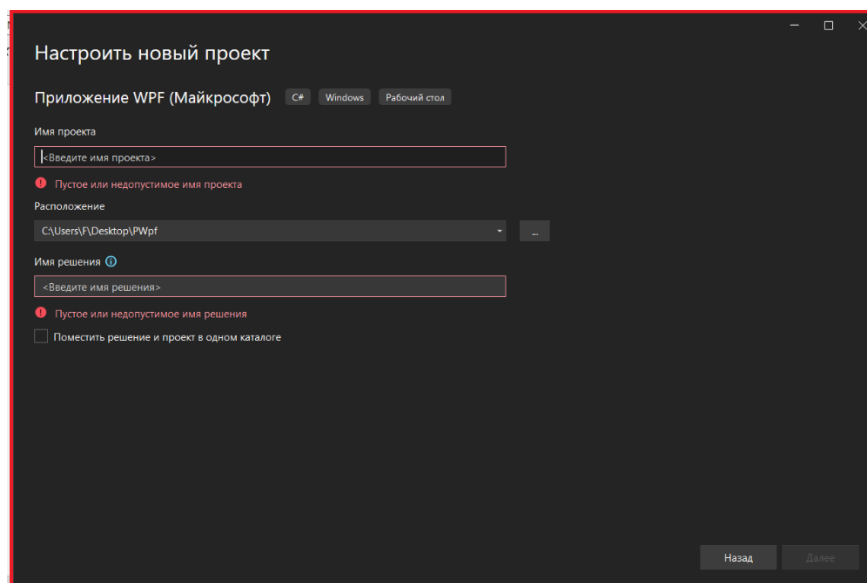 Настроить новый проект
Приложение WPF (Майкрософт) C# Windows Рабочий стол
Имя проекта
<Введите имя проекта>
Пустое или недопустимое имя проекта
Расположение
C:\Users\F\Desktop\PWpf
...
Имя решения
<Введите имя решения>
Пустое или недопустимое имя решения
Поместить решение и проект в одном каталоге
Назад Далее